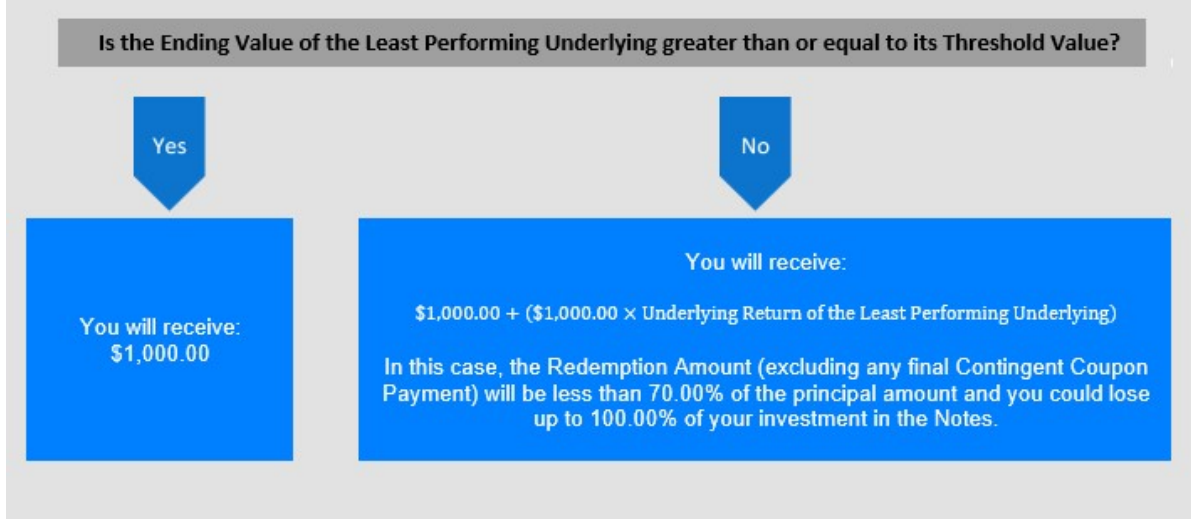 Is the Ending Value of the Least Performing Underlying greater than or equal to its Threshold Value?
Yes
No
You will receive:
$1,000.00
You will receive:
$1,000.00 + ($1,000.00 × Underlying Return of the Least Performing Underlying)
In this case, the Redemption Amount (excluding any final Contingent Coupon
Payment) will be less than 70.00% of the principal amount and you could lose
up to 100.00% of your investment in the Notes.